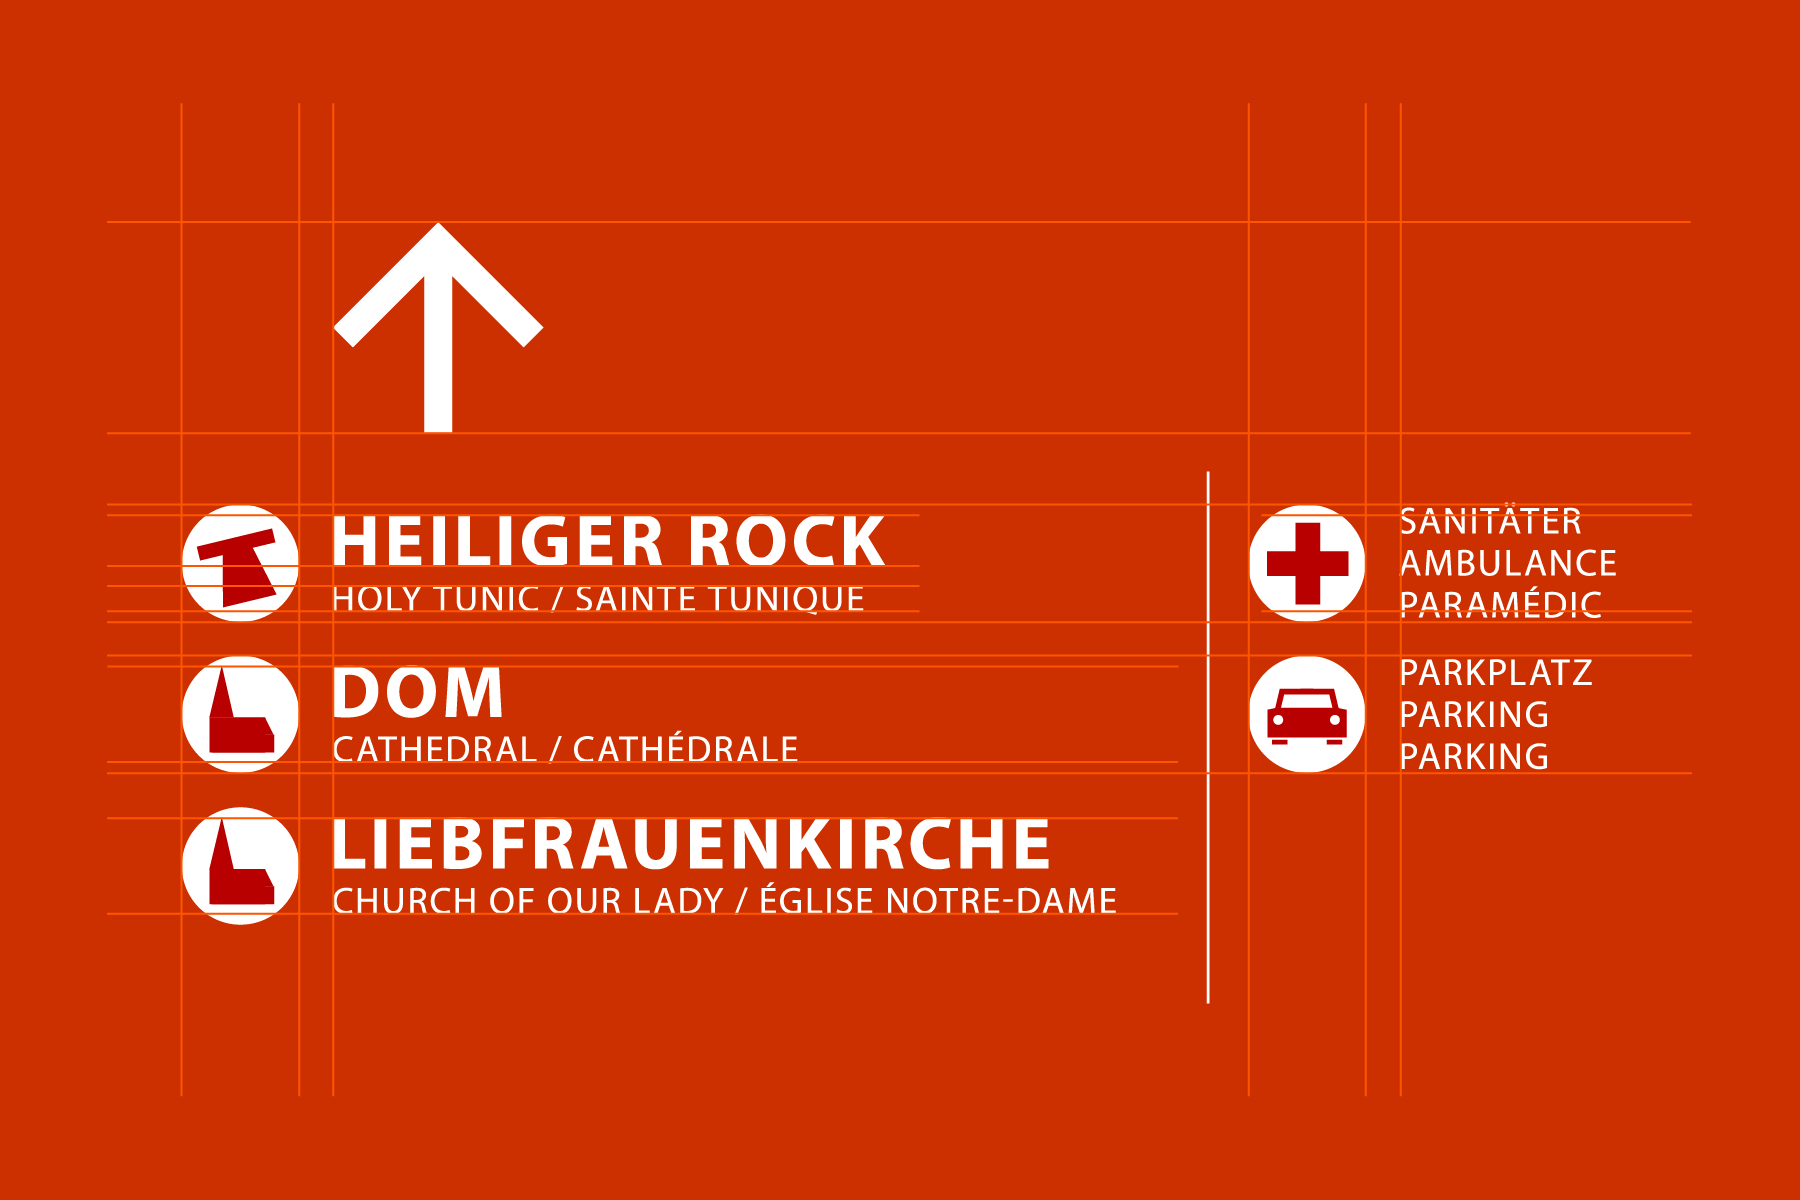 HEILIGER ROCK
HOLY TUNIC / SAINTE TUNIQUE
DOM
CATHEDRAL / CATHÉDRALE
LIEBFRAUENKIRCHE
CHURCH OF OUR LADY / ÉGLISE NOTRE-DAME
SANITÄTER
AMBULANCE
PARAMÉDIC
PARKPLATZ
PARKING
PARKING